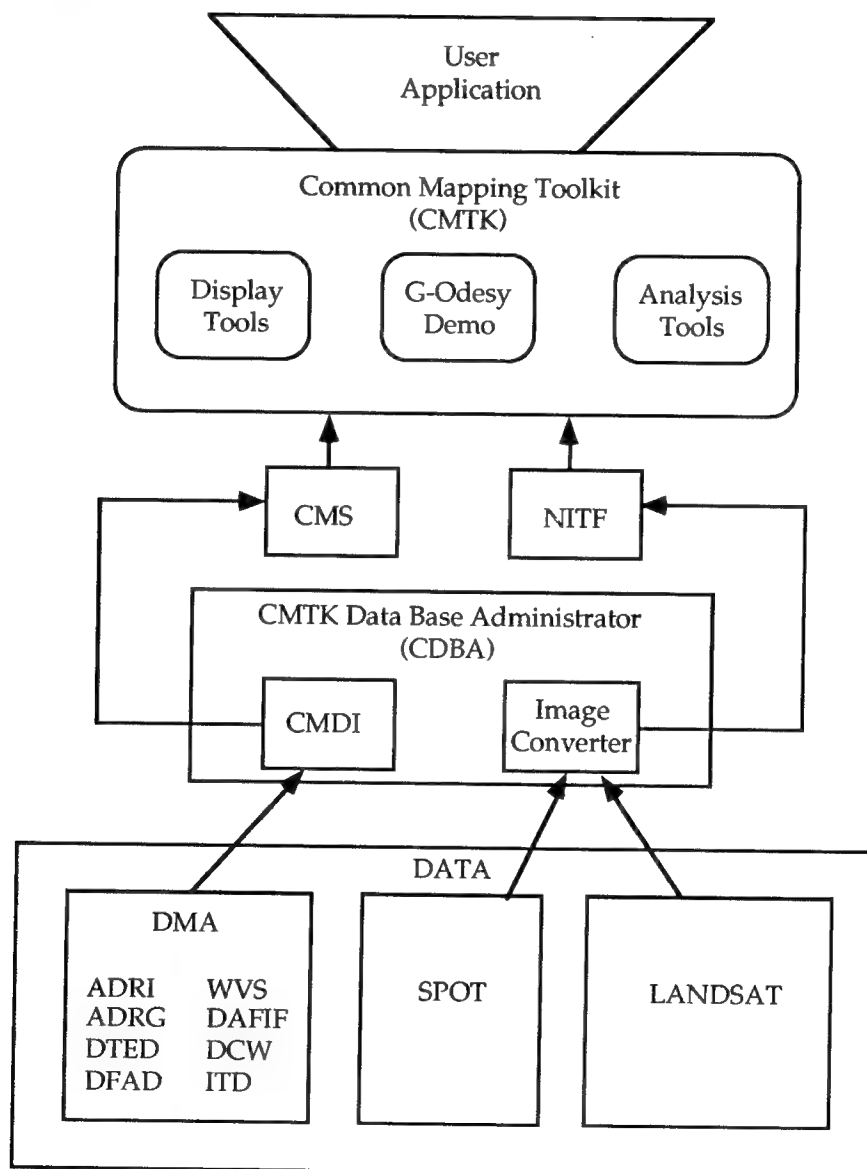 User
Application
Common Mapping Toolkit
(CMTK)
Display
Tools
G-Odesy
Demo
Analysis
Tools
CMS
NITF
CMTK Data Base Administrator
(CDBA)
CMDI
Image
Converter
DATA
DMA
ADRI WVS
ADRG DAFIF
DTED DCW
DFAD ITD
SPOT
LANDSAT